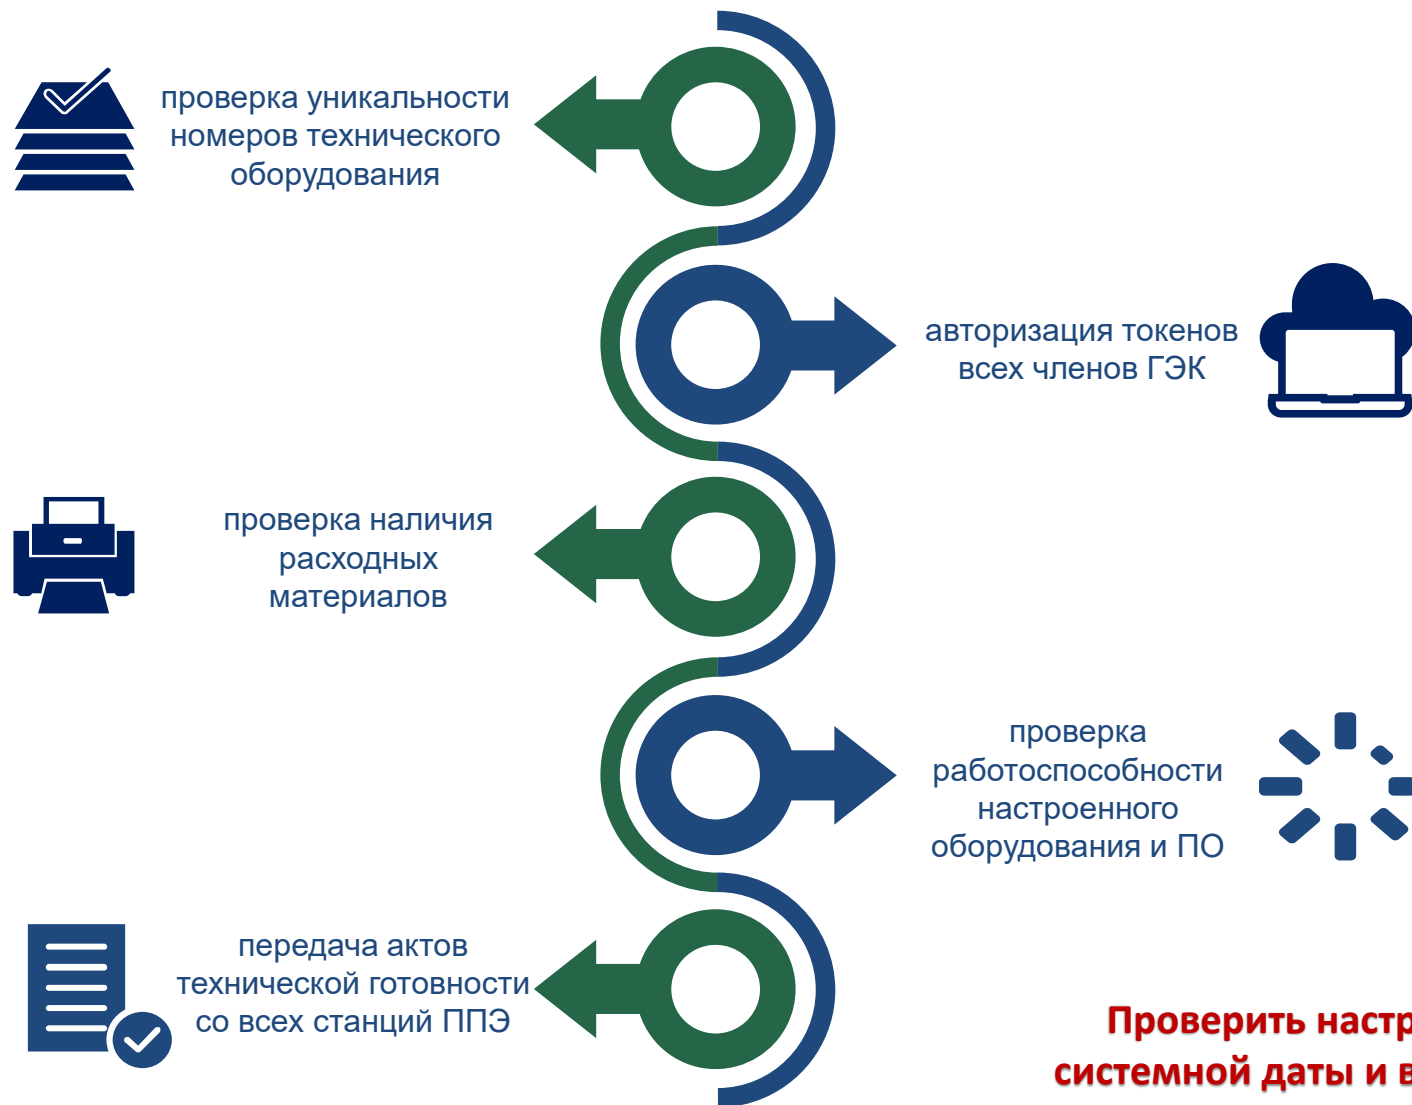 проверка уникальности
номеров технического
оборудования
авторизация токенов
всех членов ГЭК
проверка наличия
расходных
материалов
проверка
работоспособности
настроенного
оборудования и ПО
передача актов
технической готовности
со всех станций ППЭ
Проверить настр
системной даты и в